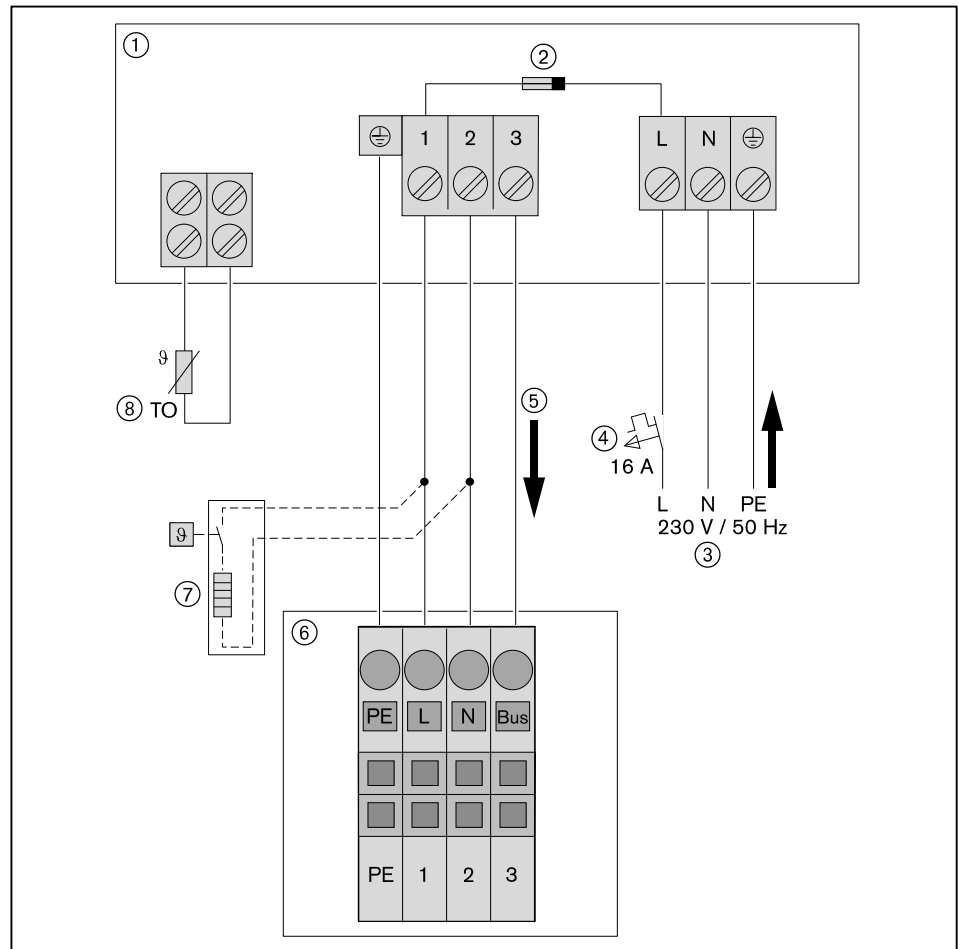 ①
②
1 2 3
L N
ϑ
⑧ TO
⑤
④
16 A
L N PE
230 V / 50 Hz
③
ϑ
⑦
⑥
PE L N Bus
PE 1 2 3